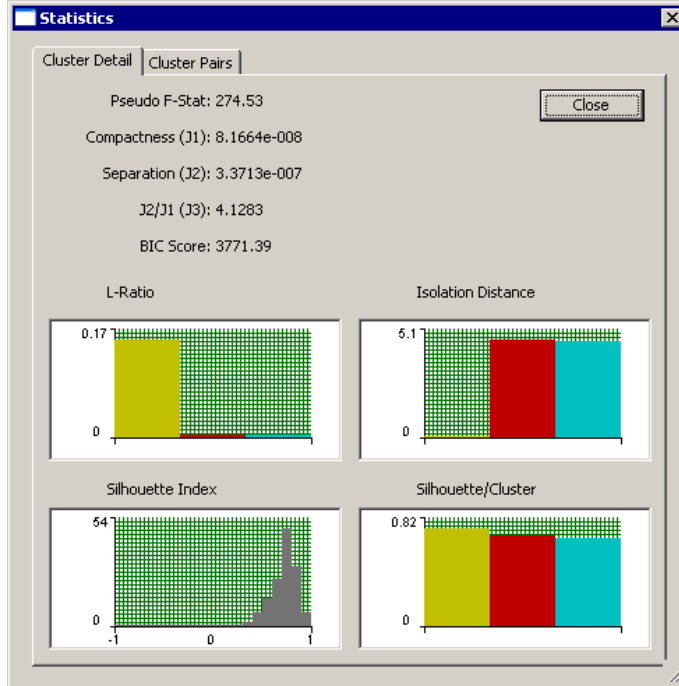 Statistics
Cluster Detail
Cluster Pairs
Pseudo F-Stat: 274.53
Close
Compactness (J1): 8.1664e-008
Separation (J2): 3.3713e-007
J2/J1 (J3): 4.1283
BIC Score: 3771.39
L-Ratio
Isolation Distance
0.17
0
5.1
0
Silhouette Index
Silhouette/Cluster
54
0
-1 0 1
0.82
0